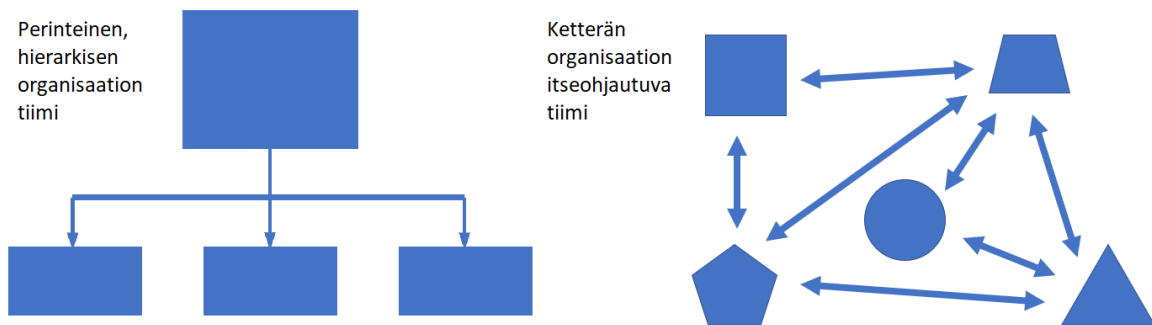 Perinteinen,
hierarkisen
organisaation
tiimi
Ketterän
organisaation
itseohjautuva
tiimi